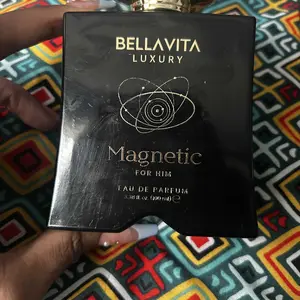 BELLAVITA
LUXURY
Magnetic
FOR HIM
EAU DE PARFUM
3.38 fl.oz. (100 ml) ℮